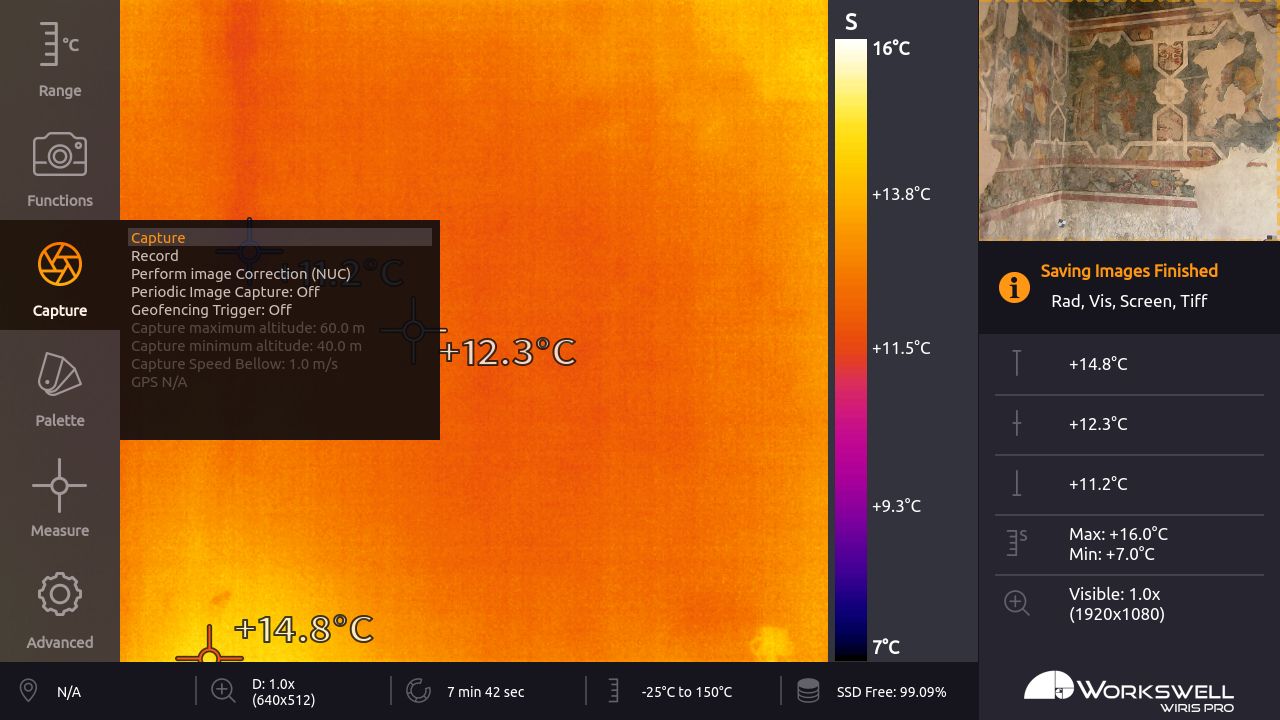 °C
Range
Functions
Capture
Palette
Measure
Advanced
Capture
Record
Perform image Correction (NUC)
Periodic Image Capture: Off
Geofencing Trigger: Off
Capture maximum altitude: 60.0 m
Capture minimum altitude: 40.0 m
Capture Speed Bellow: 1.0 m/s
GPS N/A
+11.2°C
+12.3°C
+14.8°C
S
16°C
+13.8°C
+11.5°C
+9.3°C
7°C
Saving Images Finished
Rad, Vis, Screen, Tiff
+14.8°C
+12.3°C
+11.2°C
S
Max: +16.0°C
Min: +7.0°C
Visible: 1.0x
(1920x1080)
N/A
D: 1.0x
(640x512)
7 min 42 sec
-25°C to 150°C
SSD Free: 99.09%
WORKSWELL
WIRIS PRO